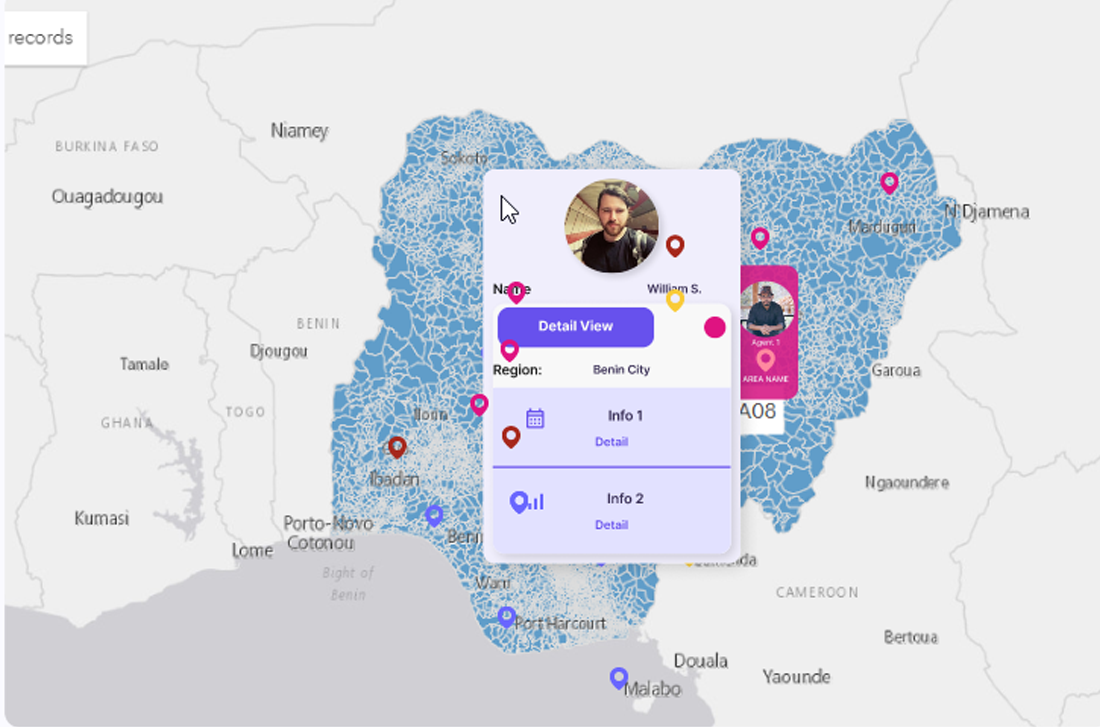 records
Niamey
BURKINA FASO
Sokoto
Ouagadougou
N'Djamena
Maiduguri
Name
William S.
BENIN
Detail View
Agent 1
Djougou
Tamale
Region:
Benin City
Garoua
AREA NAME
TOGO
Ilorin
GHANA
Info 1
A08
Detail
Ibadan
Ngaoundere
Info 2
Kumasi
Porto-Novo
Detail
Cotonou
Beni
Lome
Bight of
Benin
Warri
CAMEROON
Port Harcourt
Bertoua
Douala
Yaounde
Malabo